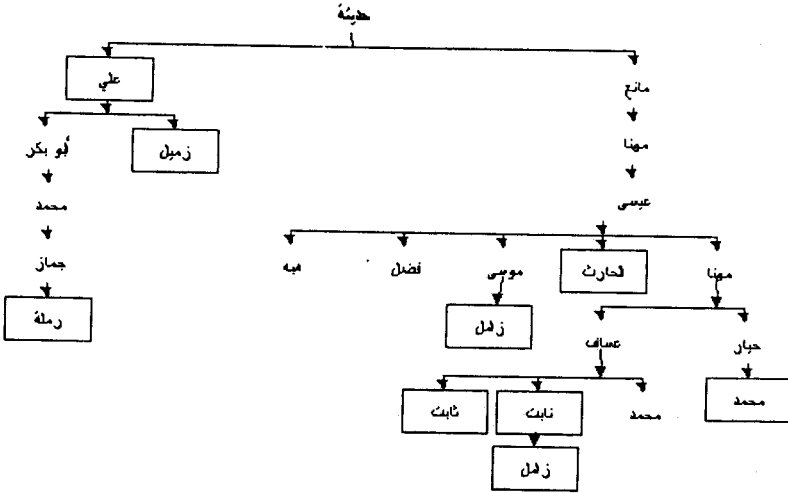 حديثة
مانع علي
مهنا زميل أبو بكر
عيسى محمد
مهنا الحارث موسى فضل جماز
زامل رملة
حيار عساف
محمد محمد نابت ثابت
زامل